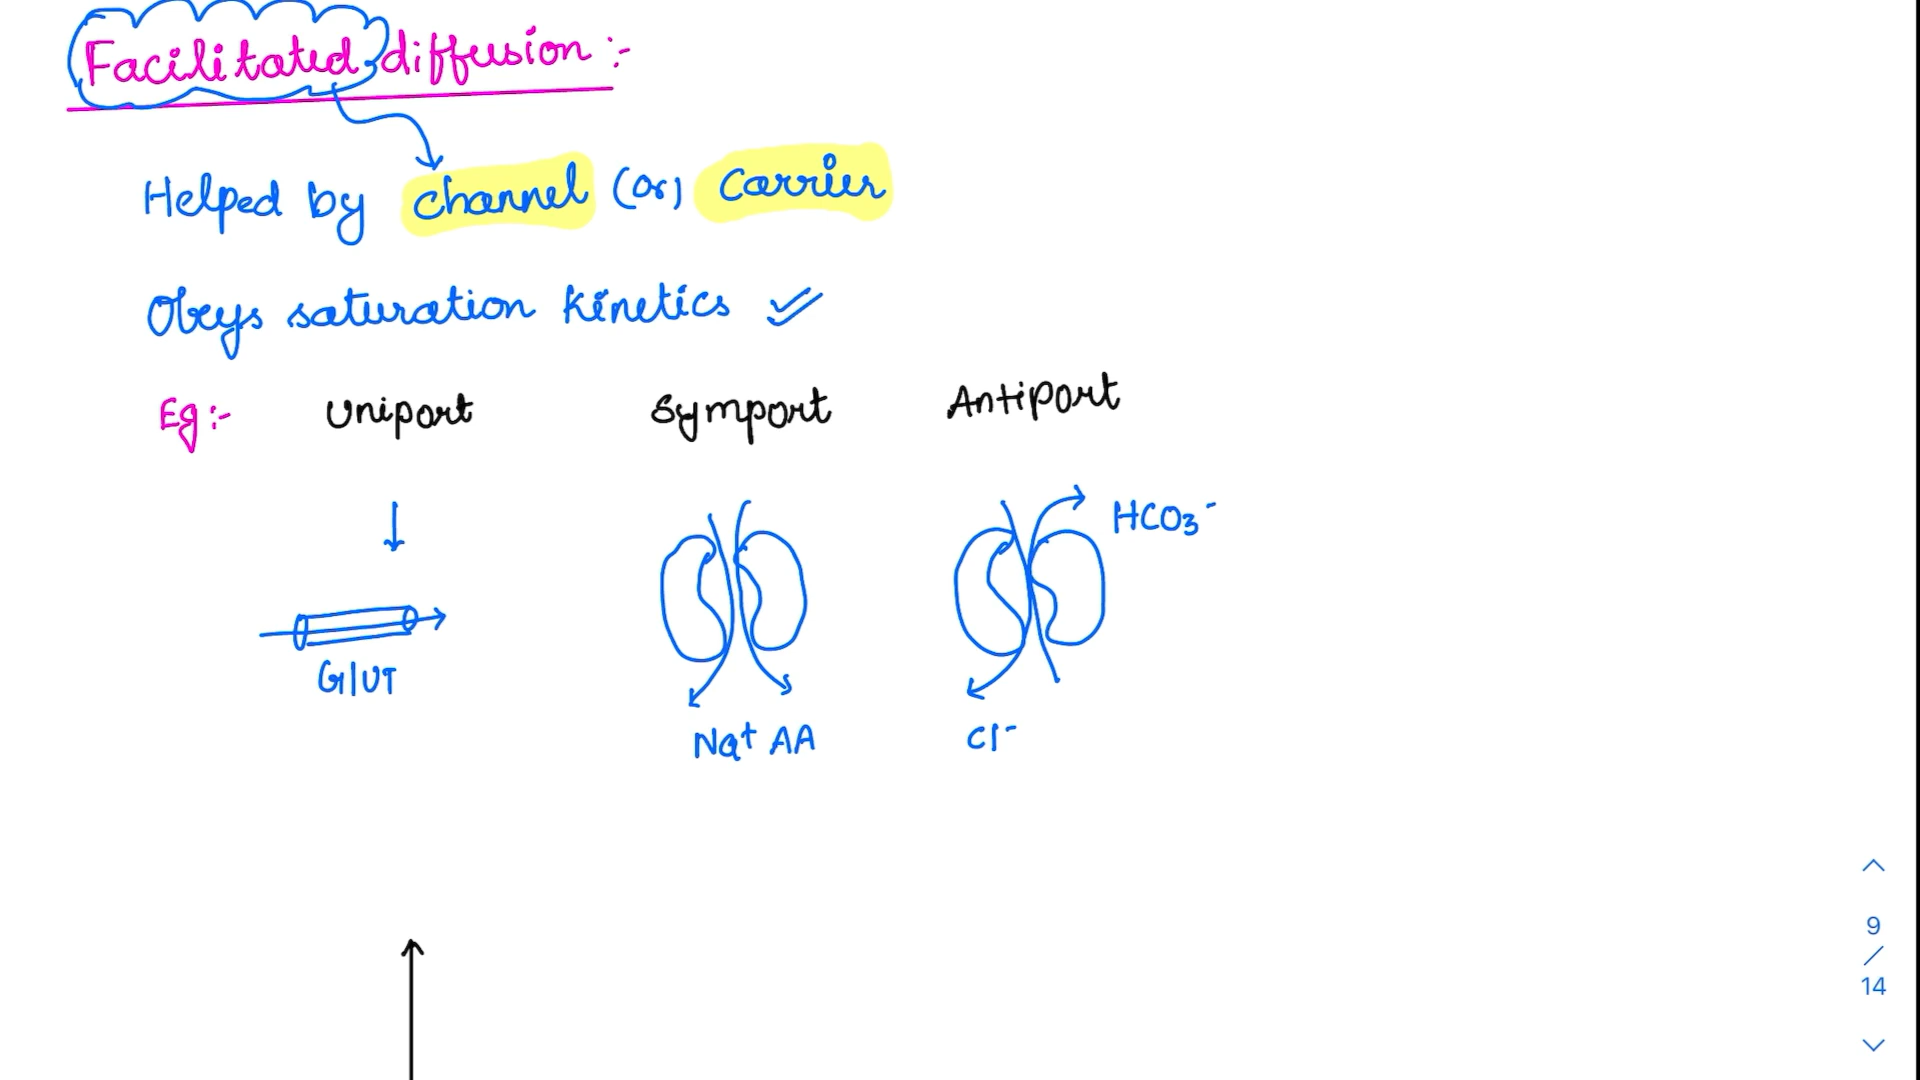 Facilitated diffusion :-
Helped by channel (or) carrier
Obeys saturation kinetics
Eg:- Uniport Symport Antiport
HCO3-
GlUT
Na+ AA Cl-
9
/
14